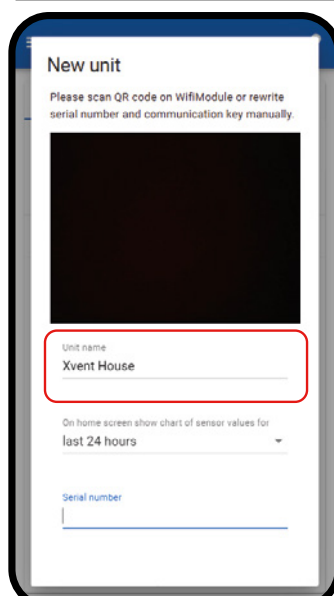 New unit
Please scan QR code on WifiModule or rewrite
serial number and communication key manually.
Unit name
Xvent House
On home screen show chart of sensor values for
last 24 hours
Serial number